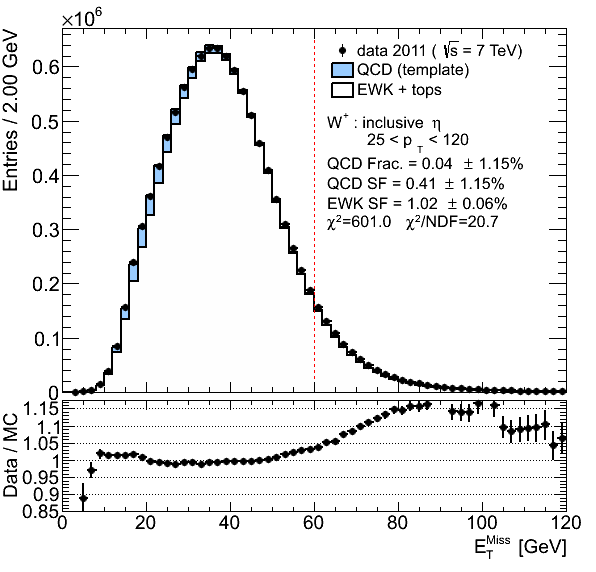 ×10⁶
Entries / 2.00 GeV
0.6
0.5
0.4
0.3
0.2
0.1
0
data 2011 ( √s = 7 TeV)
QCD (template)
EWK + tops
W⁺ : inclusive η
25 < p_T < 120
QCD Frac. = 0.04 ± 1.15%
QCD SF = 0.41 ± 1.15%
EWK SF = 1.02 ± 0.06%
χ²=601.0 χ²/NDF=20.7
Data / MC
1.15
1.1
1.05
1
0.95
0.9
0.85
0 20 40 60 80 100 120
E_T^Miss [GeV]